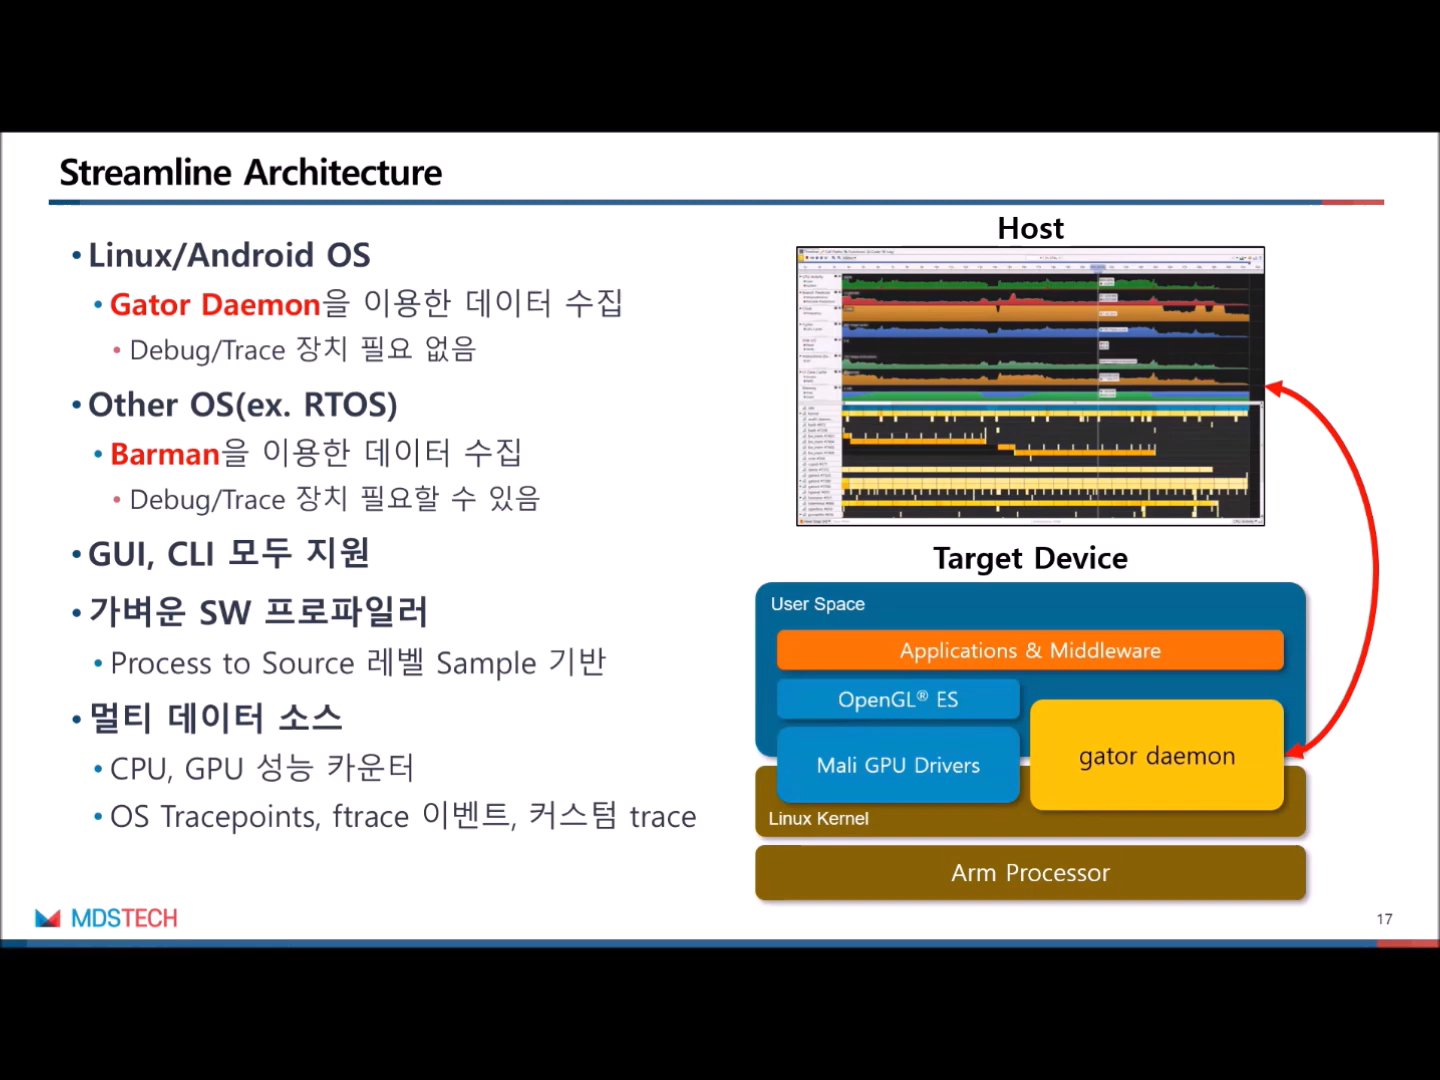 Streamline Architecture
• Linux/Android OS
• Gator Daemon을 이용한 데이터 수집
• Debug/Trace 장치 필요 없음
• Other OS(ex. RTOS)
• Barman을 이용한 데이터 수집
• Debug/Trace 장치 필요할 수 있음
• GUI, CLI 모두 지원
• 가벼운 SW 프로파일러
• Process to Source 레벨 Sample 기반
• 멀티 데이터 소스
• CPU, GPU 성능 카운터
• OS Tracepoints, ftrace 이벤트, 커스텀 trace
Host
Target Device
User Space
Applications & Middleware
OpenGL® ES
Mali GPU Drivers
gator daemon
Linux Kernel
Arm Processor
MDSTECH
17